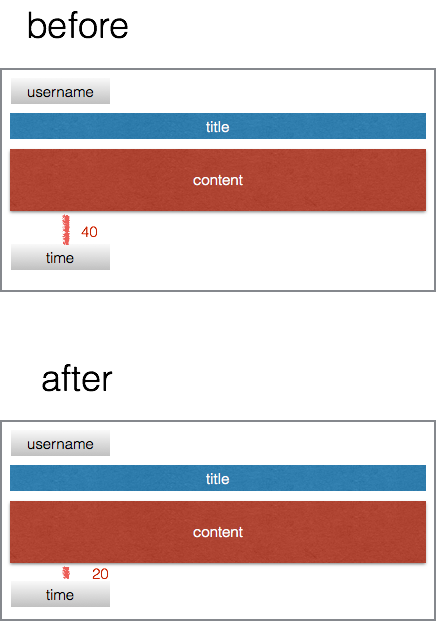 before
username
title
content
40
time
after
username
title
content
20
time